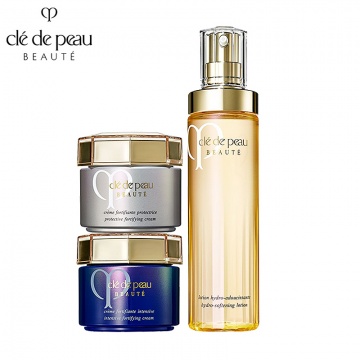 clé de peau
BEAUTÉ
clé de peau
BEAUTÉ
crème fortifiante protectrice
protective fortifying cream
clé de peau
BEAUTÉ
crème fortifiante intensive
intensive fortifying cream
clé de peau
BEAUTÉ
lotion hydro-adoucissante
hydro-softening lotion